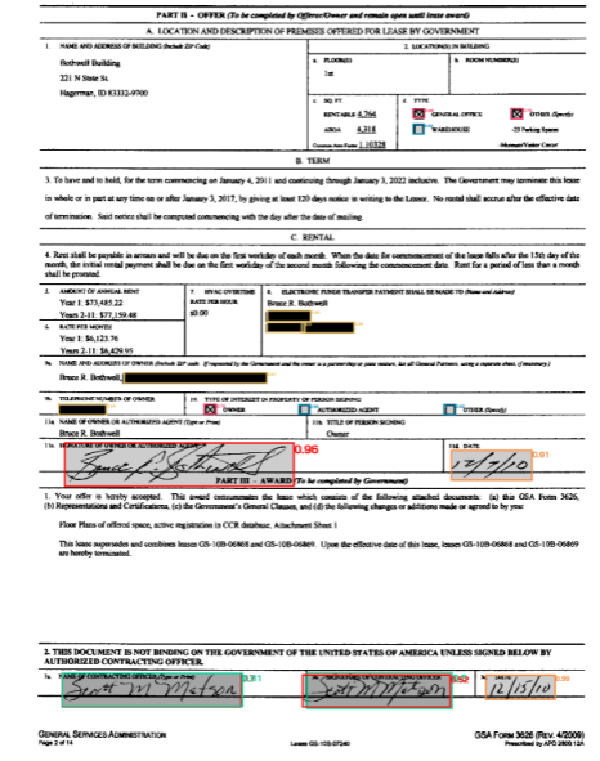 PART II - OFFER (To be completed by Offeror/Owner and remain open until lease award)
A. LOCATION AND DESCRIPTION OF PREMISES OFFERED FOR LEASE BY GOVERNMENT
1. NAME AND ADDRESS OF BUILDING (Include ZIP Code)
Bothwell Building
221 N State St.
Hagerman, ID 83332-9700
2. LOCATION(S) IN BUILDING
a. FLOOR(S)
1st
b. ROOM NUMBER(S)
c. SQ. FT
RENTABLE 4,764
ABOA 4,318
Common Area Factor 1.10328
d. TYPE
GENERAL OFFICE
OTHER (Specify)
WAREHOUSE
Museum/Visitor Center
B. TERM
3. To have and to hold, for the term commencing on January 4, 2011 and continuing through January 3, 2022 inclusive. The Government may terminate this lease
in whole or in part at any time on or after January 3, 2017, by giving at least 120 days notice in writing to the Lessor. No rental shall accrue after the effective date
of termination. Said notice shall be computed commencing with the day after the date of mailing.
C. RENTAL
4. Rent shall be payable in arrears and will be due on the first workday of each month. When the date for commencement of the lease falls after the 15th day of the
month, the initial rental payment shall be due on the first workday of the second month following the commencement date. Rent for a period of less than a month
shall be prorated.
5. AMOUNT OF ANNUAL RENT
Year 1: $73,485.22
Years 2-11: $77,159.48
6. RATE PER MONTH
Year 1: $6,123.76
Years 2-11: $6,429.95
7. HVAC OVERTIME
RATE PER HOUR
$0.00
8. ELECTRONIC FUNDS TRANSFER PAYMENT SHALL BE MADE TO (Name and Address)
Bruce R. Bothwell
9a. NAME AND ADDRESS OF OWNER (Include ZIP code. If requested by the Government and the owner is a partnership or joint venture, list all General Partners, using a separate sheet, if necessary.)
Bruce R. Bothwell,
9b. TELEPHONE NUMBER OF OWNER
10. TYPE OF INTEREST IN PROPERTY OF PERSON SIGNING
OWNER
AUTHORIZED AGENT
OTHER (Specify)
11a. NAME OF OWNER OR AUTHORIZED AGENT (Type or Print)
Bruce R. Bothwell
11b. TITLE OF PERSON SIGNING
Owner
11c. SIGNATURE OF OWNER OR AUTHORIZED AGENT
0.96
11d. DATE
12/7/10
0.91
PART III - AWARD (To be completed by Government)
1. Your offer is hereby accepted. This award consummates the lease which consists of the following attached documents: (a) this GSA Form 3626,
(b) Representations and Certifications, (c) the Government's General Clauses, and (d) the following changes or additions made or agreed to by you:
Floor Plans of offered space, active registration in CCR database, Attachment Sheet 1
This lease supersedes and combines leases GS-10B-06868 and GS-10B-06869. Upon the effective date of this lease, leases GS-10B-06868 and GS-10B-06869
are hereby terminated.
2. THIS DOCUMENT IS NOT BINDING ON THE GOVERNMENT OF THE UNITED STATES OF AMERICA UNLESS SIGNED BELOW BY
AUTHORIZED CONTRACTING OFFICER.
3a. NAME OF CONTRACTING OFFICER (Type or Print)
Scott M Matson
3b. SIGNATURE OF CONTRACTING OFFICER
Scott M Matson
3c. DATE
12/15/10
GENERAL SERVICES ADMINISTRATION
Page 2 of 14
Lease GS-10B-07240
GSA FORM 3626 (REV. 4/2009)
Prescribed by APD 2800.12A